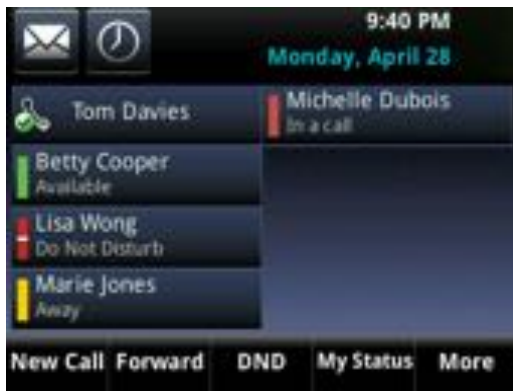 9:40 PM
Monday, April 28
Tom Davies
Michelle Dubois
In a call
Betty Cooper
Available
Lisa Wong
Do Not Disturb
Marie Jones
Away
New Call Forward DND My Status More